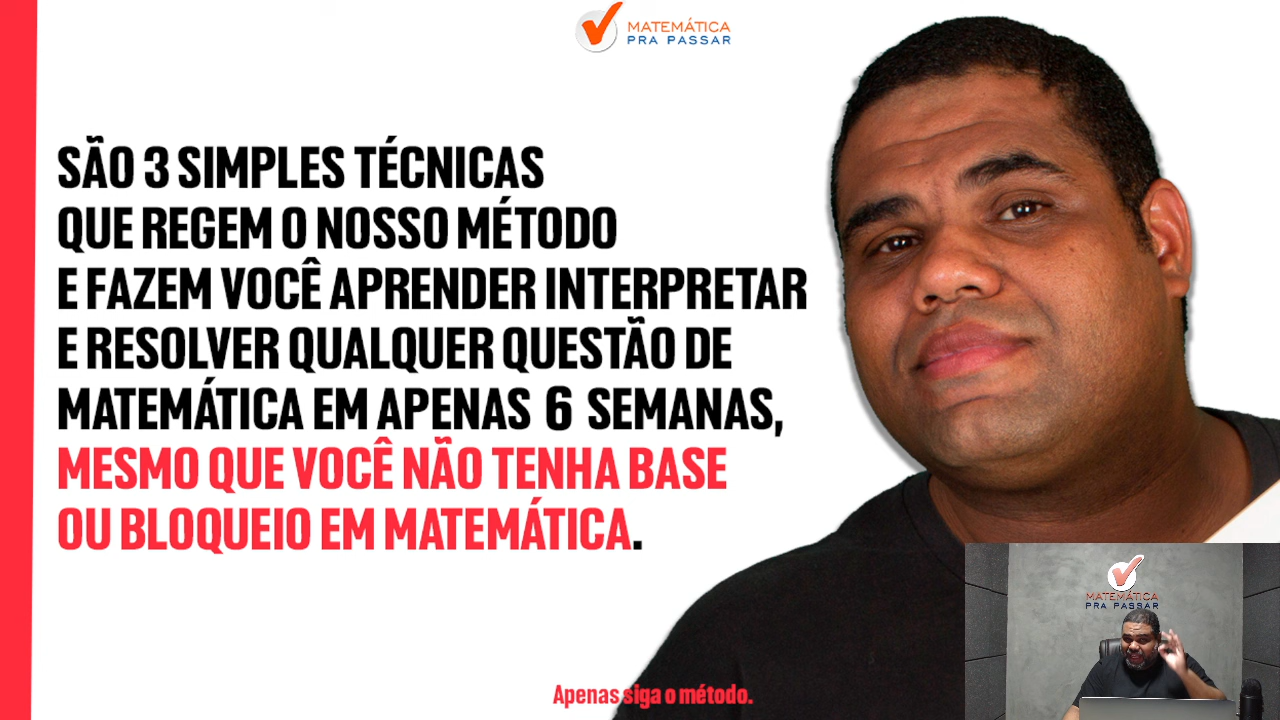 MATEMÁTICA
PRA PASSAR
SÃO 3 SIMPLES TÉCNICAS
QUE REGEM O NOSSO MÉTODO
E FAZEM VOCÊ APRENDER INTERPRETAR
E RESOLVER QUALQUER QUESTÃO DE
MATEMÁTICA EM APENAS 6 SEMANAS,
MESMO QUE VOCÊ NÃO TENHA BASE
OU BLOQUEIO EM MATEMÁTICA.
MATEMÁTICA
PRA PASSAR
Apenas siga o método.